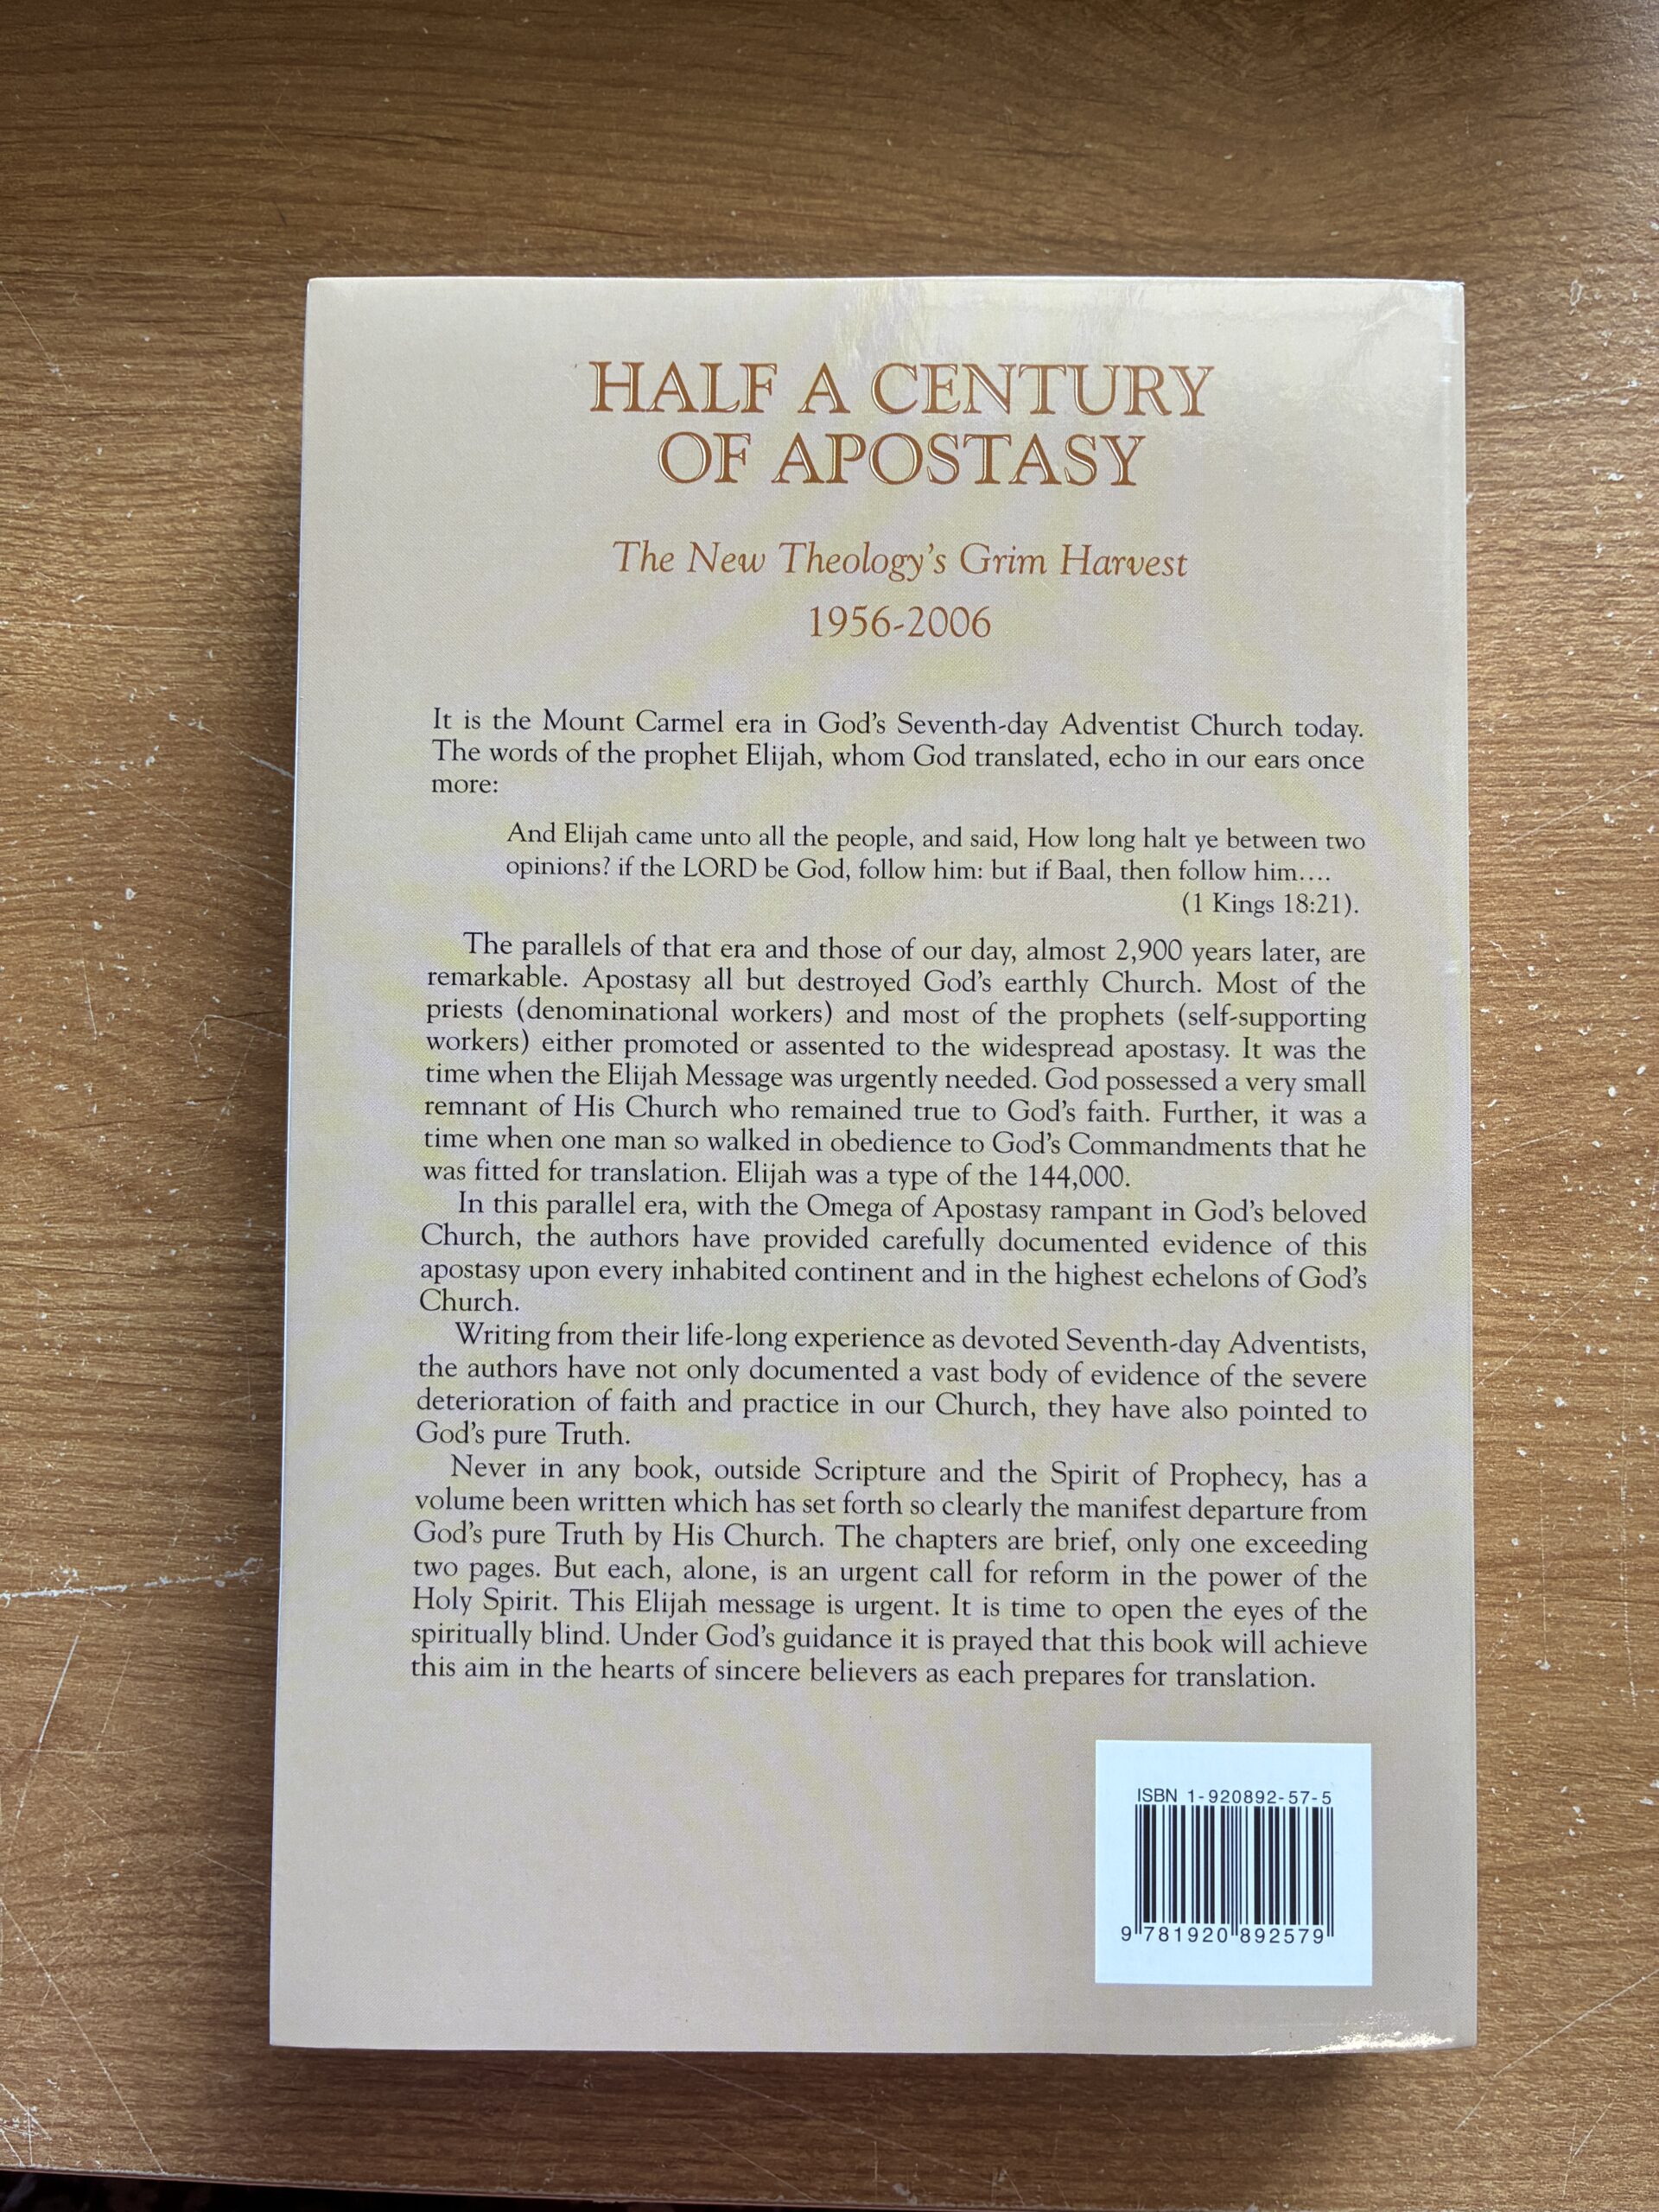 HALF A CENTURY
OF APOSTASY
The New Theology's Grim Harvest
1956-2006
It is the Mount Carmel era in God's Seventh-day Adventist Church today.
The words of the prophet Elijah, whom God translated, echo in our ears once
more:
And Elijah came unto all the people, and said, How long halt ye between two
opinions? if the LORD be God, follow him: but if Baal, then follow him....
(1 Kings 18:21).
The parallels of that era and those of our day, almost 2,900 years later, are
remarkable. Apostasy all but destroyed God's earthly Church. Most of the
priests (denominational workers) and most of the prophets (self-supporting
workers) either promoted or assented to the widespread apostasy. It was the
time when the Elijah Message was urgently needed. God possessed a very small
remnant of His Church who remained true to God's faith. Further, it was a
time when one man so walked in obedience to God's Commandments that he
was fitted for translation. Elijah was a type of the 144,000.
In this parallel era, with the Omega of Apostasy rampant in God's beloved
Church, the authors have provided carefully documented evidence of this
apostasy upon every inhabited continent and in the highest echelons of God's
Church.
Writing from their life-long experience as devoted Seventh-day Adventists,
the authors have not only documented a vast body of evidence of the severe
deterioration of faith and practice in our Church, they have also pointed to
God's pure Truth.
Never in any book, outside Scripture and the Spirit of Prophecy, has a
volume been written which has set forth so clearly the manifest departure from
God's pure Truth by His Church. The chapters are brief, only one exceeding
two pages. But each, alone, is an urgent call for reform in the power of the
Holy Spirit. This Elijah message is urgent. It is time to open the eyes of the
spiritually blind. Under God's guidance it is prayed that this book will achieve
this aim in the hearts of sincere believers as each prepares for translation.
ISBN 1-920892-57-5
9 781920 892579